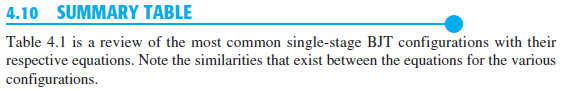 4.10 SUMMARY TABLE
Table 4.1 is a review of the most common single-stage BJT configurations with their
respective equations. Note the similarities that exist between the equations for the various
configurations.